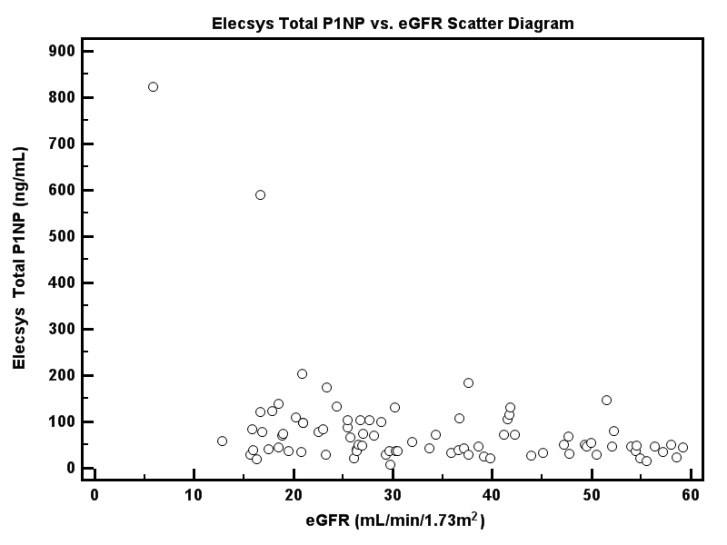 Elecsys Total P1NP vs. eGFR Scatter Diagram
900
800
700
600
500
400
300
200
100
0
Elecsys Total P1NP (ng/mL)
0 10 20 30 40 50 60
eGFR (mL/min/1.73m²)